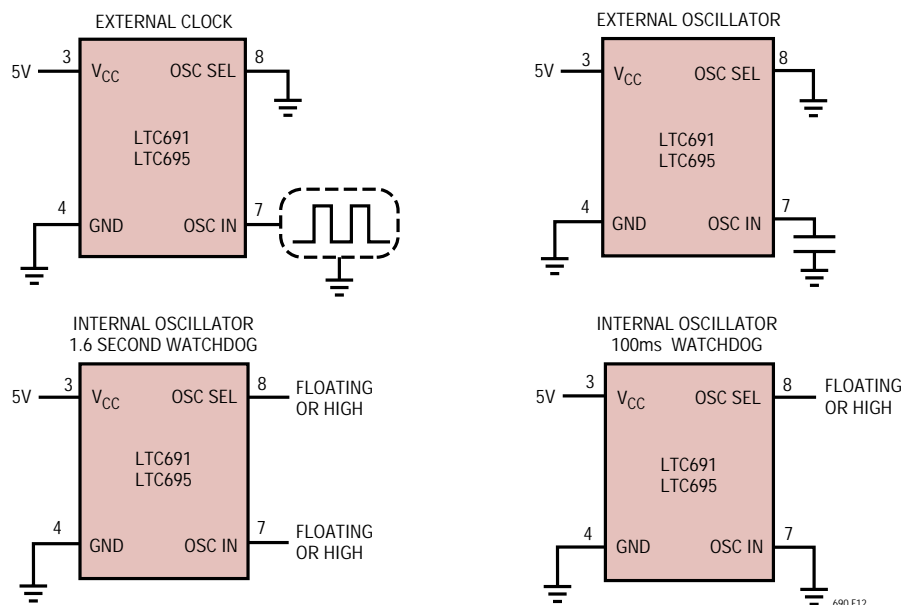 EXTERNAL CLOCK
5V
3
VCC
OSC SEL
8
LTC691
LTC695
4
GND
OSC IN
7
EXTERNAL OSCILLATOR
5V
3
VCC
OSC SEL
8
LTC691
LTC695
4
GND
OSC IN
7
INTERNAL OSCILLATOR
1.6 SECOND WATCHDOG
5V
3
VCC
OSC SEL
8
FLOATING
OR HIGH
LTC691
LTC695
4
GND
OSC IN
7
FLOATING
OR HIGH
INTERNAL OSCILLATOR
100ms WATCHDOG
5V
3
VCC
OSC SEL
8
FLOATING
OR HIGH
LTC691
LTC695
4
GND
OSC IN
7
690 F12